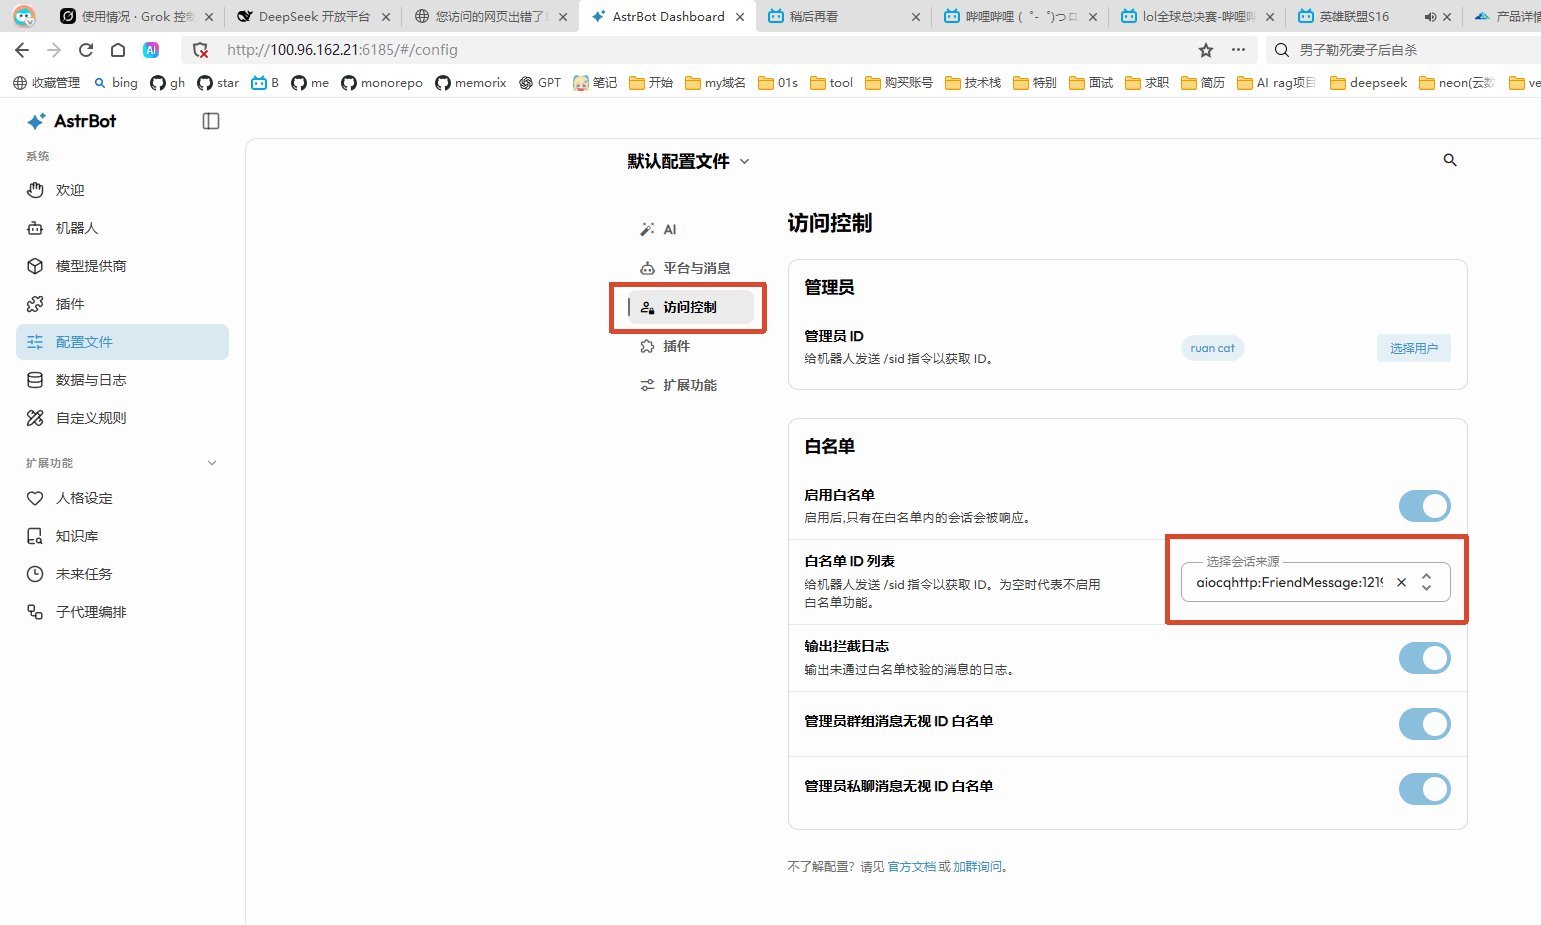 使用情况 · Grok 控制
DeepSeek 开放平台
您访问的网页出错了
AstrBot Dashboard
稍后再看
哔哩哔哩 ( ゜- ゜)つロ
lol全球总决赛-哔哩哔哩
英雄联盟S16
产品详情
AI
http://100.96.162.21:6185/#/config
男子勒死妻子后自杀
收藏管理
bing
gh
star
B
me
monorepo
memorix
GPT
笔记
开始
my域名
01s
tool
购买账号
技术栈
特别
面试
求职
简历
AI rag项目
deepseek
neon(云数
ve
AstrBot
系统
欢迎
机器人
模型提供商
插件
配置文件
数据与日志
自定义规则
扩展功能
人格设定
知识库
未来任务
子代理编排
默认配置文件
AI
平台与消息
访问控制
插件
扩展功能
访问控制
管理员
管理员 ID
给机器人发送 /sid 指令以获取 ID。
ruan cat
选择用户
白名单
启用白名单
启用后,只有在白名单内的会话会被响应。
白名单 ID 列表
给机器人发送 /sid 指令以获取 ID。为空时代表不启用
白名单功能。
选择会话来源
aiocqhttp:FriendMessage:1219
输出拦截日志
输出未通过白名单校验的消息的日志。
管理员群组消息无视 ID 白名单
管理员私聊消息无视 ID 白名单
不了解配置？请见 官方文档 或 加群询问。